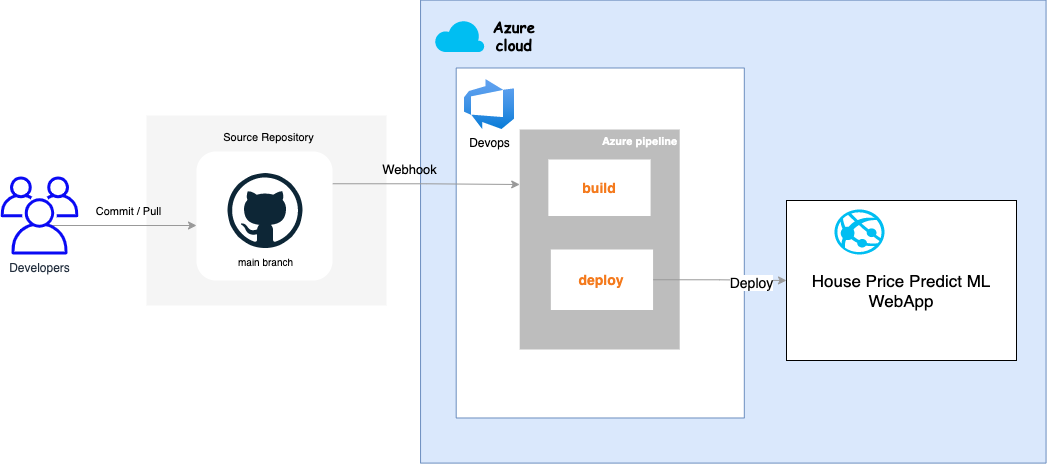 Azure
cloud
Devops
Azure pipeline
Source Repository
Webhook
build
Commit / Pull
main branch
Developers
deploy
Deploy
House Price Predict ML
WebApp